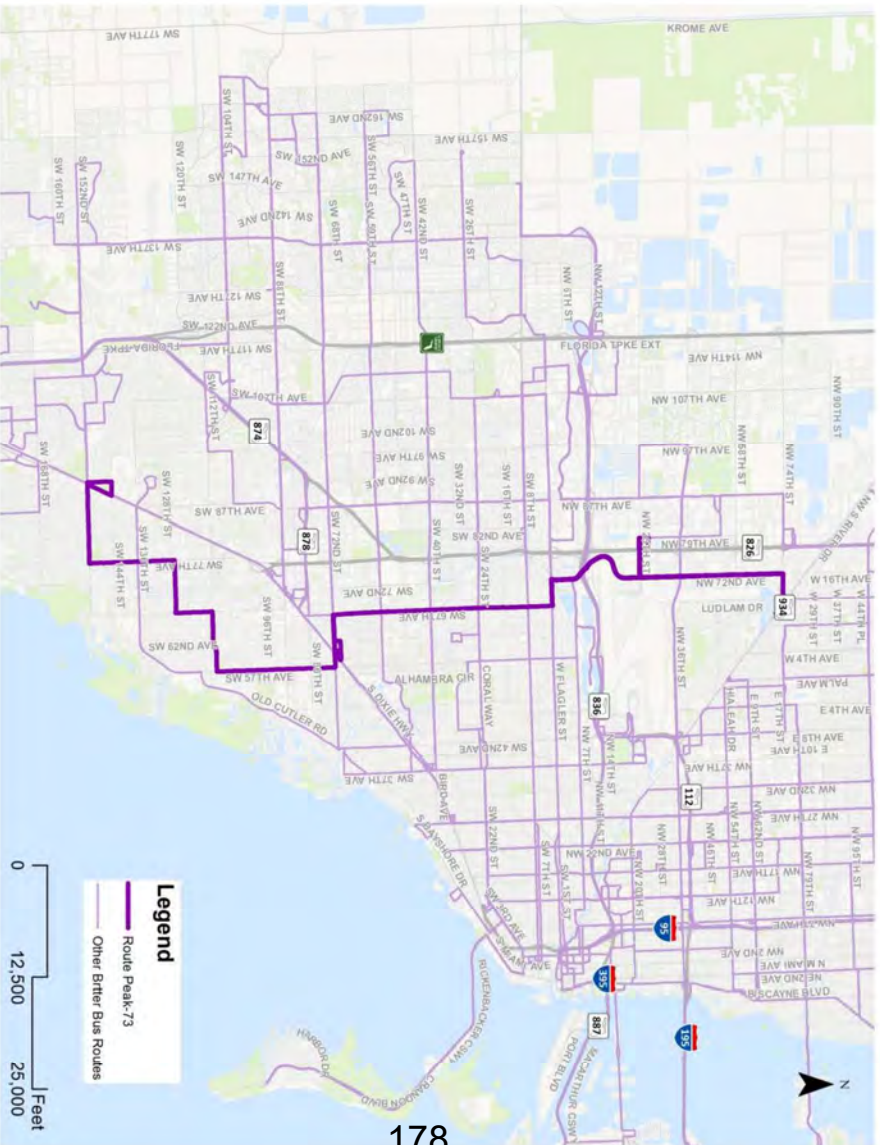 KROME AVE
SW 177TH AVE
SW 104TH ST
SW 162ND AVE
SW 157TH AVE
SW 152ND AVE
SW 56TH ST
SW 47TH ST
SW 42ND ST
SW 26TH ST
SW 120TH ST
SW 147TH AVE
SW 152ND ST
SW 160TH ST
SW 142ND AVE
SW 68TH ST
SW 137TH AVE
SW 88TH ST
NW 12TH ST
SW 122ND AVE
SW 117TH AVE
FLORIDA TPKE
FLORIDA TPKE EXT
NW 114TH AVE
NW 90TH ST
SW 107TH AVE
NW 107TH AVE
SW 112TH ST
874
SW 102ND AVE
SW 97TH AVE
SW 92ND AVE
NW 97TH AVE
NW 58TH ST
NW 74TH ST
SW 168TH ST
SW 128TH ST
SW 87TH AVE
NW 87TH AVE
SW 32ND ST
SW 16TH ST
SW 8TH ST
878
SW 72ND ST
SW 82ND AVE
NW 79TH AVE
826
SW 40TH ST
SW 24TH ST
SW 144TH ST
SW 136TH ST
SW 77TH AVE
SW 72ND AVE
NW 72ND AVE
W 16TH AVE
W 44TH PL
W 37TH ST
W 29TH ST
934
LUDLAM DR
SW 67TH AVE
SW 96TH ST
SW 62ND AVE
SW 57TH AVE
ALHAMBRA CIR
CORAL WAY
W FLAGLER ST
836
NW 36TH ST
W 4TH AVE
PALM AVE
E 4TH AVE
E 8TH AVE
E 10TH AVE
HIALEAH DR
E 9TH ST
E 17TH ST
OLD CUTLER RD
S DIXIE HWY
SW 42ND AVE
SW 37TH AVE
NW 37TH AVE
NW 7TH ST
NW 14TH ST
112
NW 32ND AVE
NW 27TH AVE
BIRD AVE
SW 22ND ST
S BAYSHORE DR
NW 22ND AVE
NW 28TH ST
NW 46TH ST
NW 54TH ST
NW 62ND ST
NW 79TH ST
NW 95TH ST
NW 17TH AVE
NW 12TH AVE
SW 7TH ST
SW 1ST ST
NW 20TH ST
SW 3RD AVE
S MIAMI AVE
95
NW 7TH AVE
NW 2ND AVE
N MIAMI AVE
NE 2ND AVE
BISCAYNE BLVD
395
195
887
RICKENBACKER CSWY
MACARTHUR CSWY
PORT BLVD
HARBOR DR
CRANDON BLVD
N
Legend
Route Peak-73
Other Brtter Bus Routes
0 12,500 25,000
Feet
178